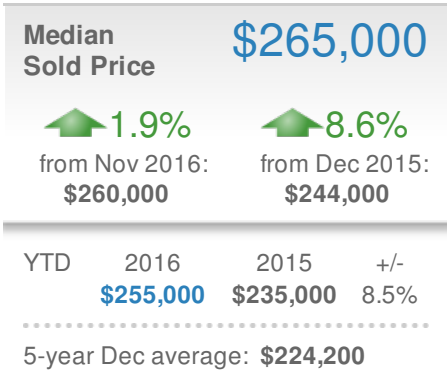 Median $265,000
Sold Price
1.9% 8.6%
from Nov 2016: from Dec 2015:
$260,000 $244,000
YTD 2016 2015 +/-
$255,000 $235,000 8.5%
5-year Dec average: $224,200